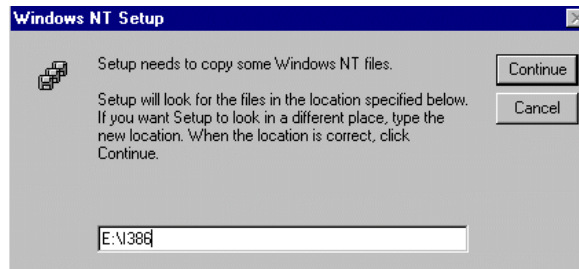 Windows NT Setup
Setup needs to copy some Windows NT files.
Continue
Setup will look for the files in the location specified below.
If you want Setup to look in a different place, type the
new location. When the location is correct, click
Continue.
Cancel
E:\I386